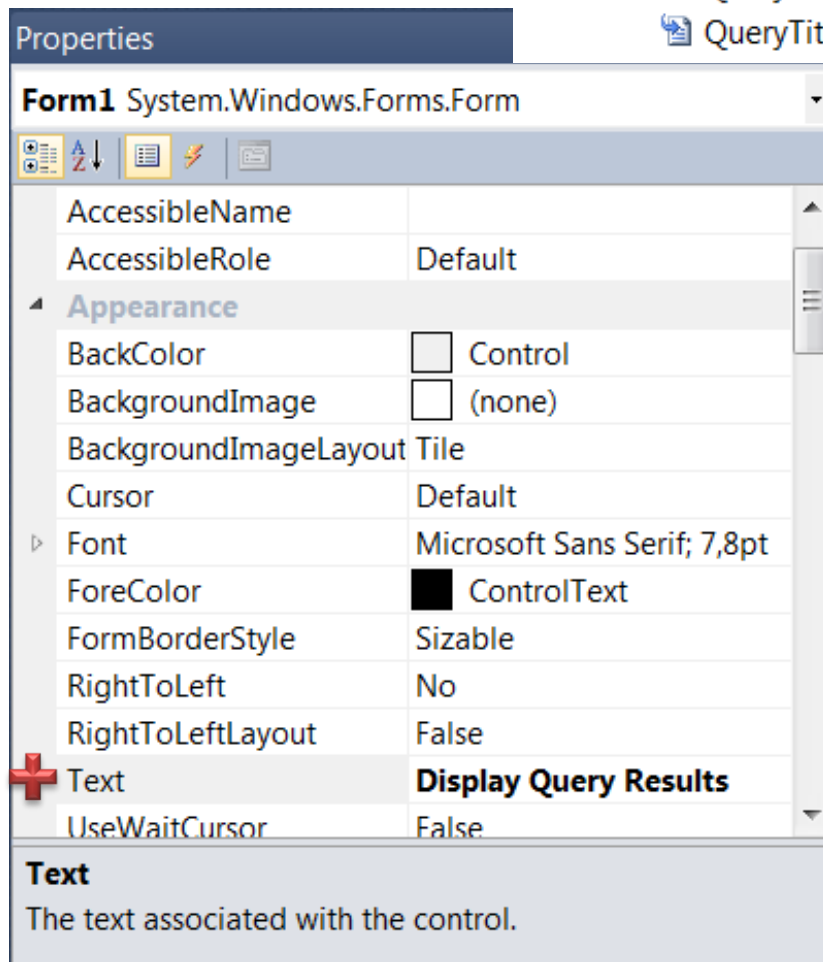 QueryTit
Properties
Form1 System.Windows.Forms.Form
AccessibleName
AccessibleRole Default
Appearance
BackColor Control
BackgroundImage (none)
BackgroundImageLayout Tile
Cursor Default
Font Microsoft Sans Serif; 7,8pt
ForeColor ControlText
FormBorderStyle Sizable
RightToLeft No
RightToLeftLayout False
Text Display Query Results
UseWaitCursor False
Text
The text associated with the control.